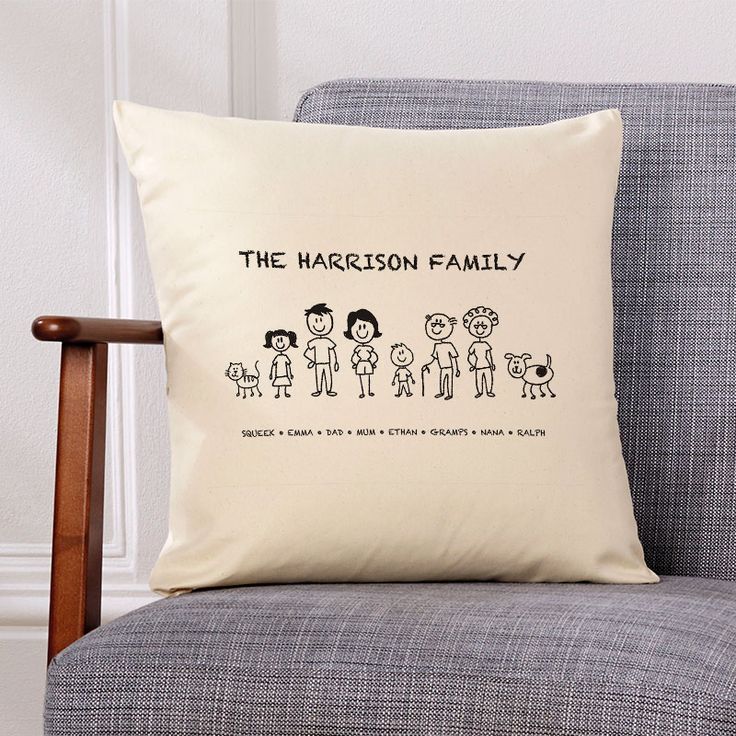 THE HARRISON FAMILY
SQUEEK • EMMA • DAD • MUM • ETHAN • GRAMPS • NANA • RALPH